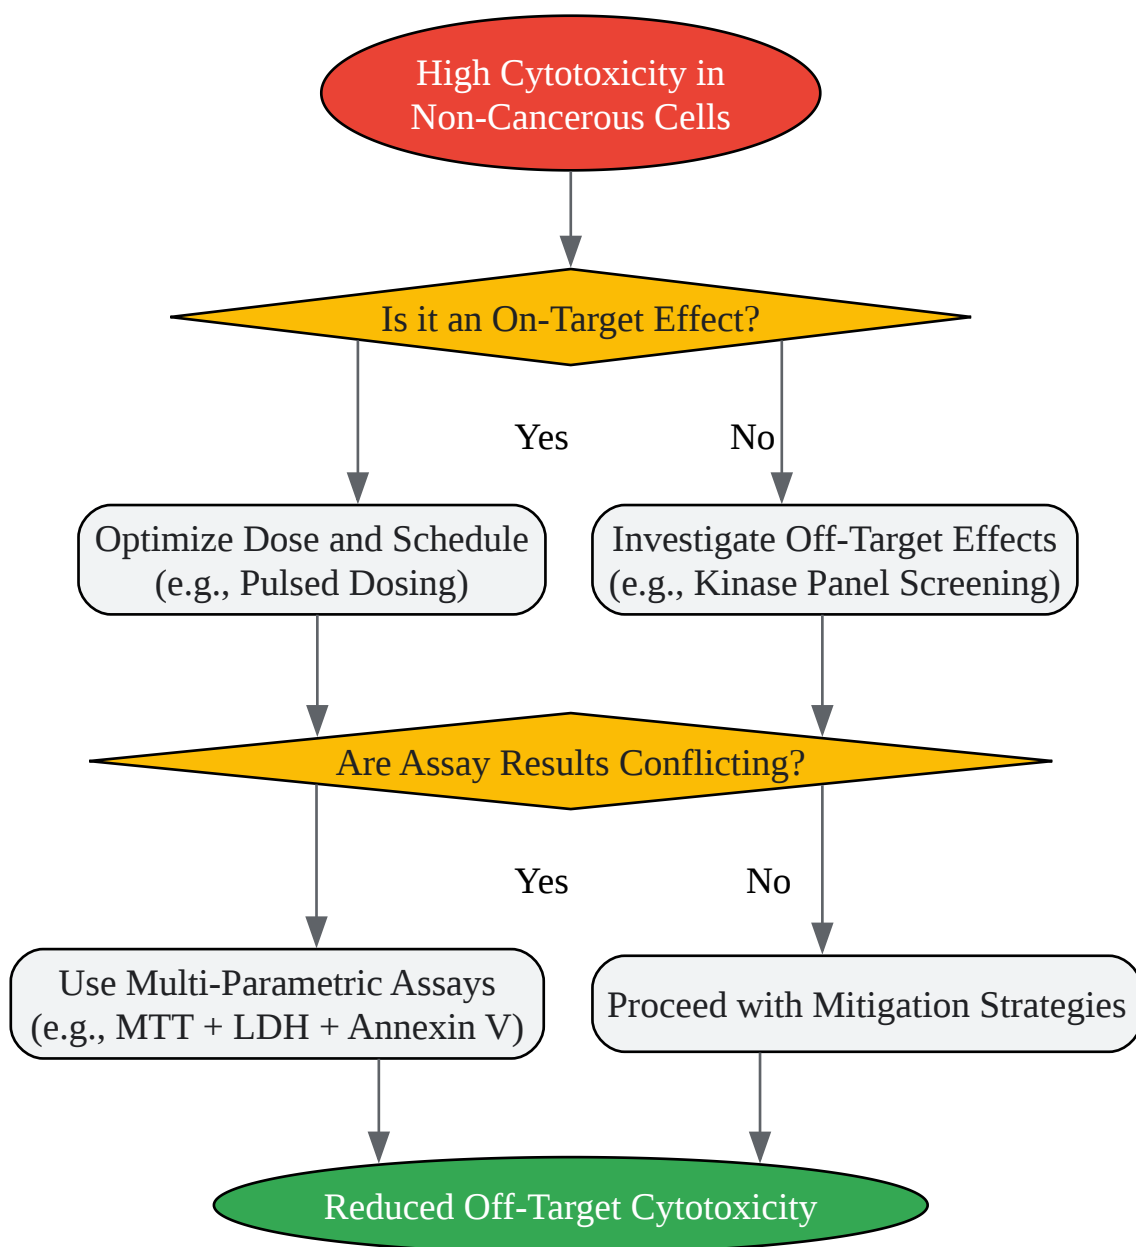 High Cytotoxicity in
Non-Cancerous Cells
Is it an On-Target Effect?
Yes
No
Optimize Dose and Schedule
(e.g., Pulsed Dosing)
Investigate Off-Target Effects
(e.g., Kinase Panel Screening)
Are Assay Results Conflicting?
Yes
No
Use Multi-Parametric Assays
(e.g., MTT + LDH + Annexin V)
Proceed with Mitigation Strategies
Reduced Off-Target Cytotoxicity